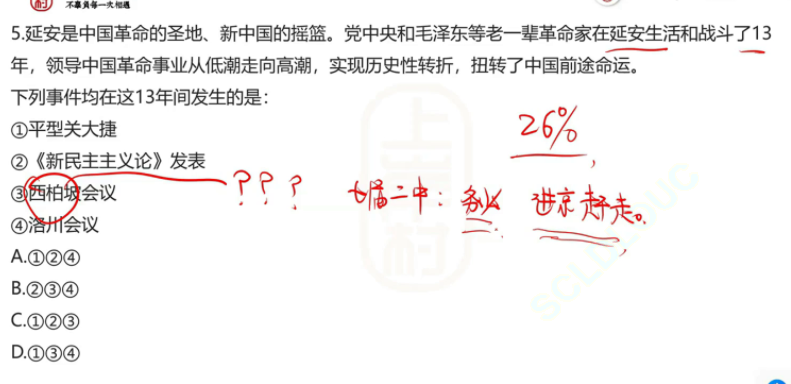 不辜负每一次相遇
5.延安是中国革命的圣地、新中国的摇篮。党中央和毛泽东等老一辈革命家在延安生活和战斗了13
年，领导中国革命事业从低潮走向高潮，实现历史性转折，扭转了中国前途命运。
下列事件均在这13年间发生的是：
①平型关大捷
26%
②《新民主主义论》发表
③西柏坡会议
??? 七届二中：务必 进京赶考。
④洛川会议
A.①②④
B.②③④
C.①②③
D.①③④
上岸村
SCLDEDUC